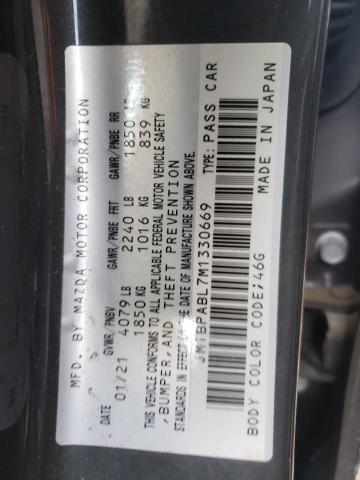 MFD. BY MAZDA MOTOR CORPORATION
DATE GVWR/PNBV GAWR/PNBE FRT GAWR/PNBE RR
01/21 4079 LB 2240 LB 1850 LB
1850 KG 1016 KG 839 KG
THIS VEHICLE CONFORMS TO ALL APPLICABLE FEDERAL MOTOR VEHICLE SAFETY
,BUMPER,AND THEFT PREVENTION
STANDARDS IN EFFECT ON THE DATE OF MANUFACTURE SHOWN ABOVE.
JM1BPABL7M1330669 TYPE: PASS CAR
BODY COLOR CODE:46G MADE IN JAPAN